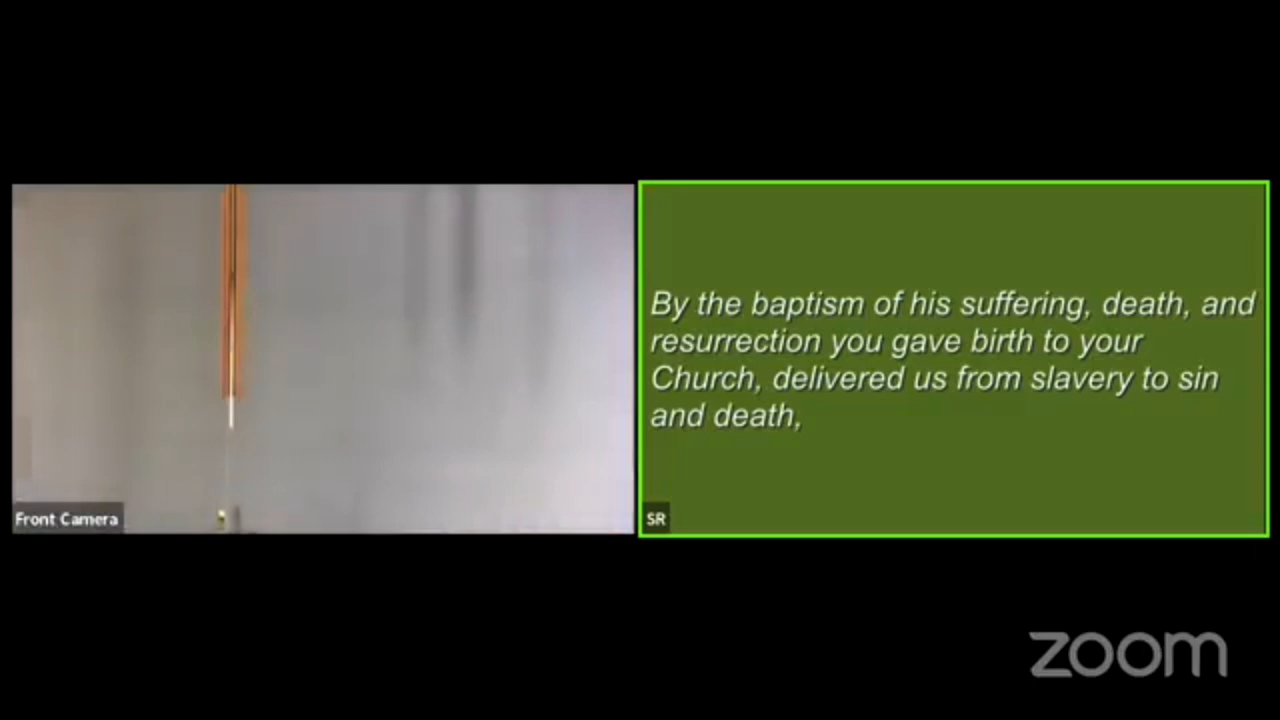 By the baptism of his suffering, death, and
resurrection you gave birth to your
Church, delivered us from slavery to sin
and death,
Front Camera
SR
zoom